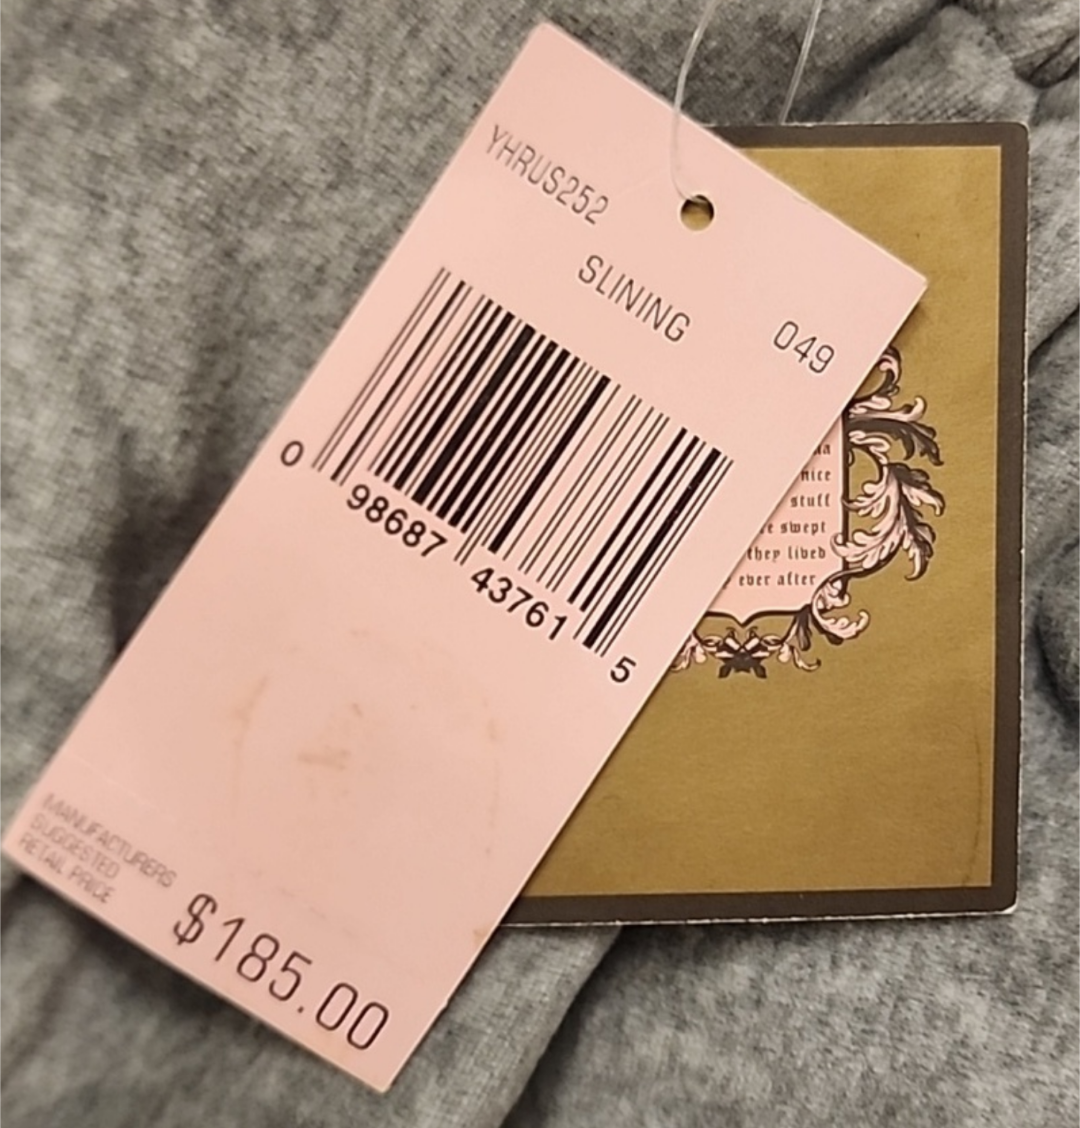 YHRUS252
SLINING
049
0 98687 43761 5
nice
stuff
swept
they lived
ever after
MANUFACTURERS
SUGGESTED
RETAIL PRICE
$185.00